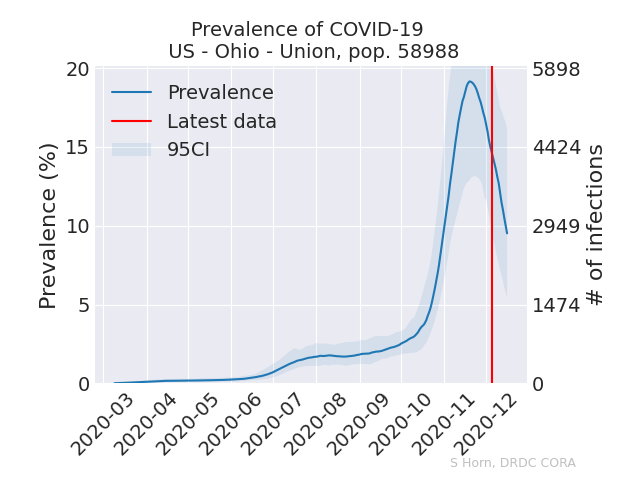 Prevalence of COVID-19
US - Ohio - Union, pop. 58988
Prevalence
Latest data
95CI
Prevalence (%)
20
15
10
5
0
5898
4424
2949
1474
0
# of infections
2020-03
2020-04
2020-05
2020-06
2020-07
2020-08
2020-09
2020-10
2020-11
2020-12
S Horn, DRDC CORA